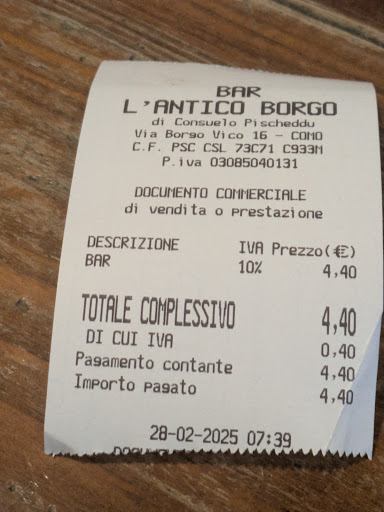 BAR
L'ANTICO BORGO
di Consuelo Pischeddu
Via Borgo Vico 16 - COMO
C.F. PSC CSL 73C71 C933M
P.iva 03085040131
DOCUMENTO COMMERCIALE
di vendita o prestazione
DESCRIZIONE IVA Prezzo(€)
BAR 10% 4,40
TOTALE COMPLESSIVO 4,40
DI CUI IVA 0,40
Pagamento contante 4,40
Importo pagato 4,40
28-02-2025 07:39